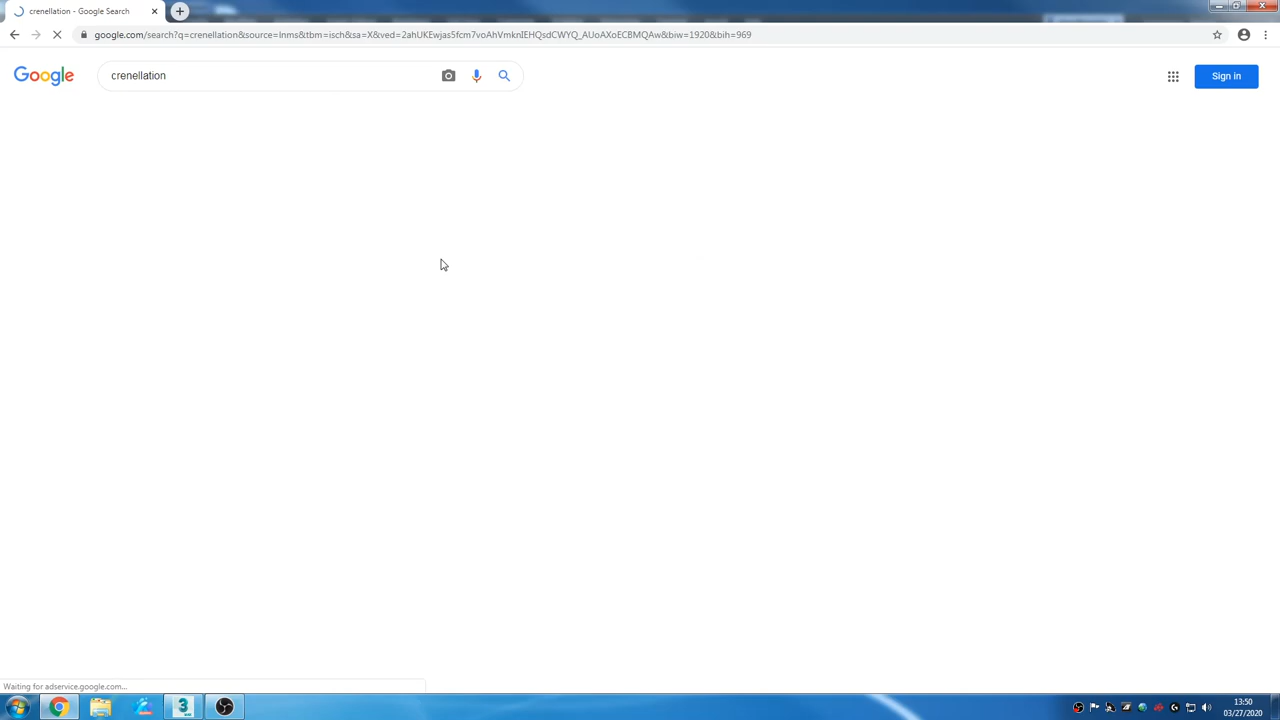 crenellation - Google Search
google.com/search?q=crenellation&source=lnms&tbm=isch&sa=X&ved=2ahUKEwjas5fcm7voAhVmknIEHQsdCWYQ_AUoAXoECBMQAw&biw=1920&bih=969
Google
crenellation
Sign in
Waiting for adservice.google.com...
3
13:50
03/27/2020